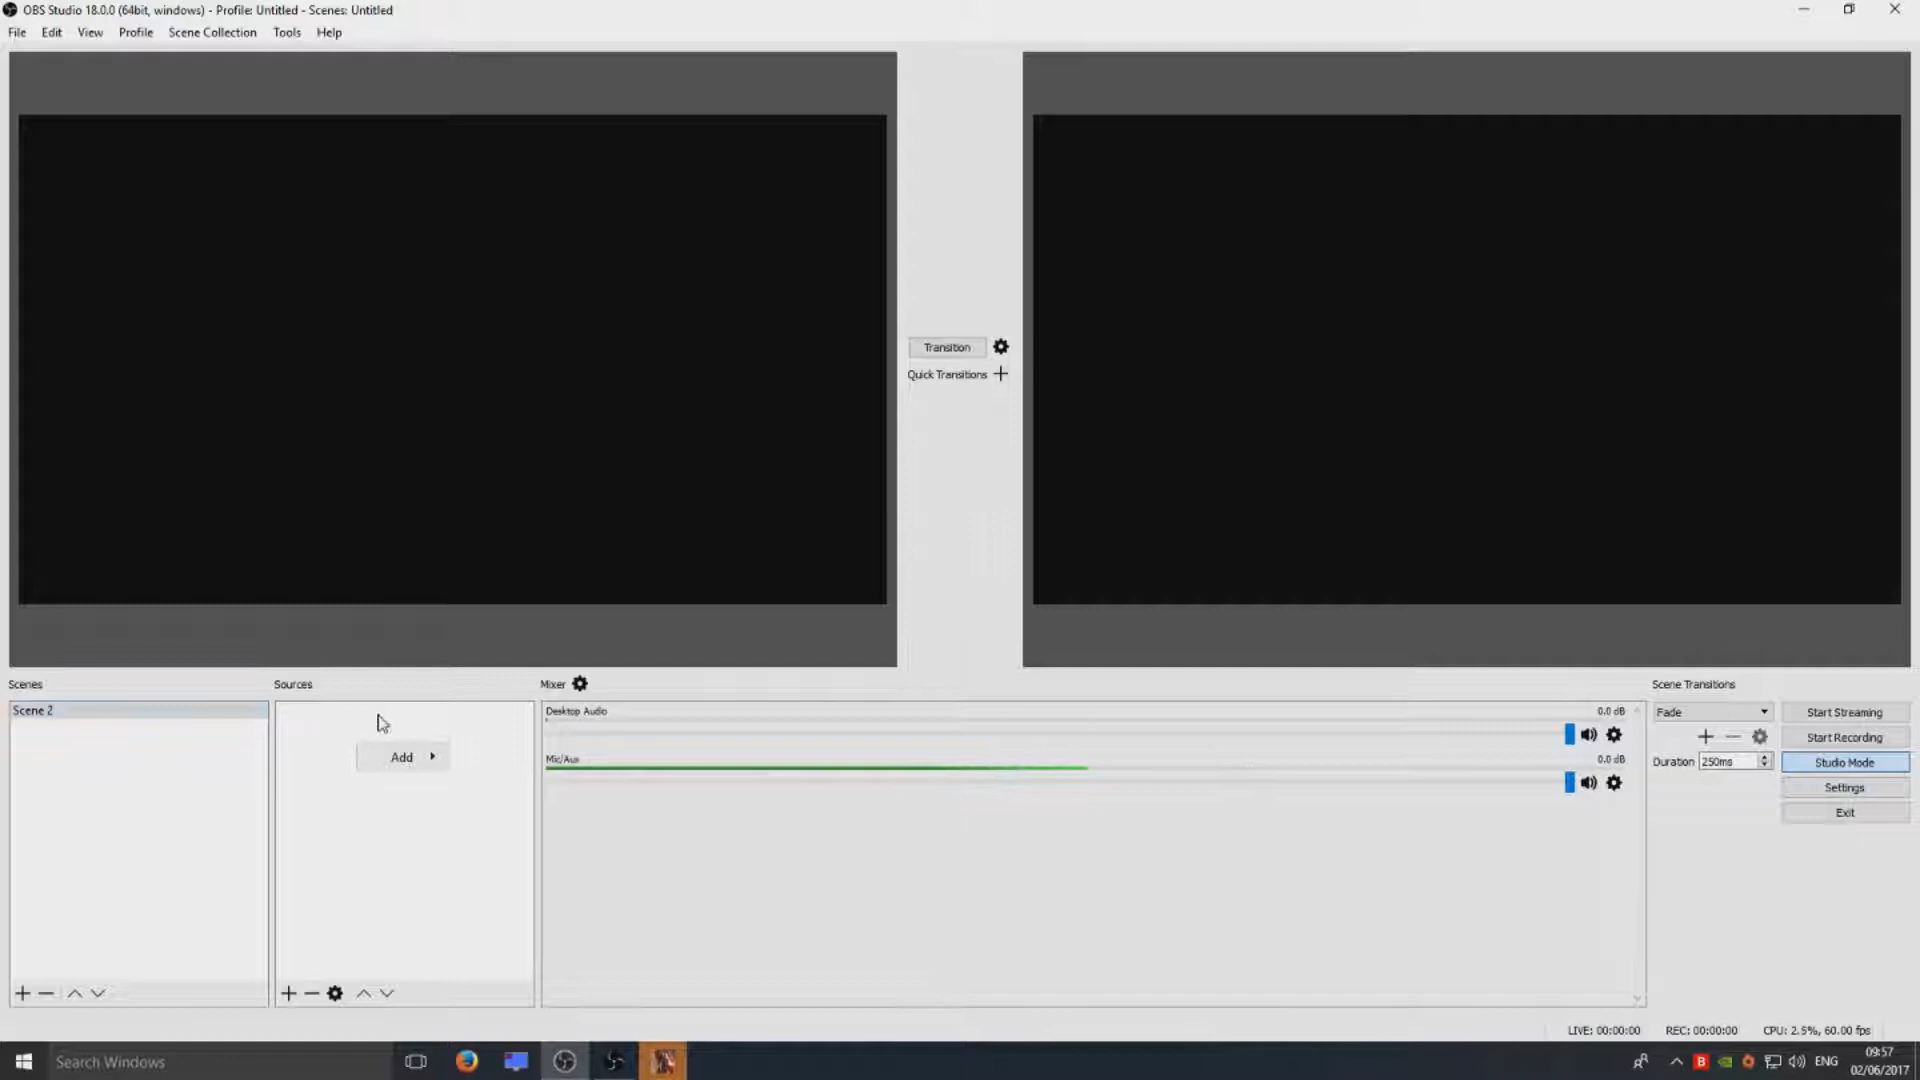 OBS Studio 18.0.0 (64bit, windows) - Profile: Untitled - Scenes: Untitled
File Edit View Profile Scene Collection Tools Help
Transition
Quick Transitions
Scenes
Sources
Mixer
Scene Transitions
Scene 2
Add
Desktop Audio
0.0 dB
Mic/Aux
0.0 dB
Fade
Duration 250ms
Start Streaming
Start Recording
Studio Mode
Settings
Exit
LIVE: 00:00:00 REC: 00:00:00 CPU: 2.5%, 60.00 fps
Search Windows
B
ENG
09:57
02/06/2017